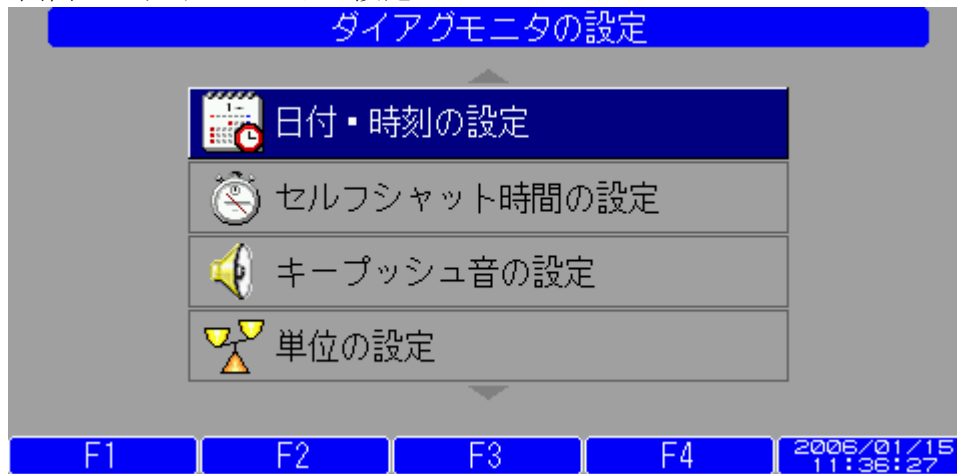 ダイアグモニタの設定
日付・時刻の設定
セルフシャット時間の設定
キープッシュ音の設定
単位の設定
F1
F2
F3
F4
2006/01/15
11:36:27